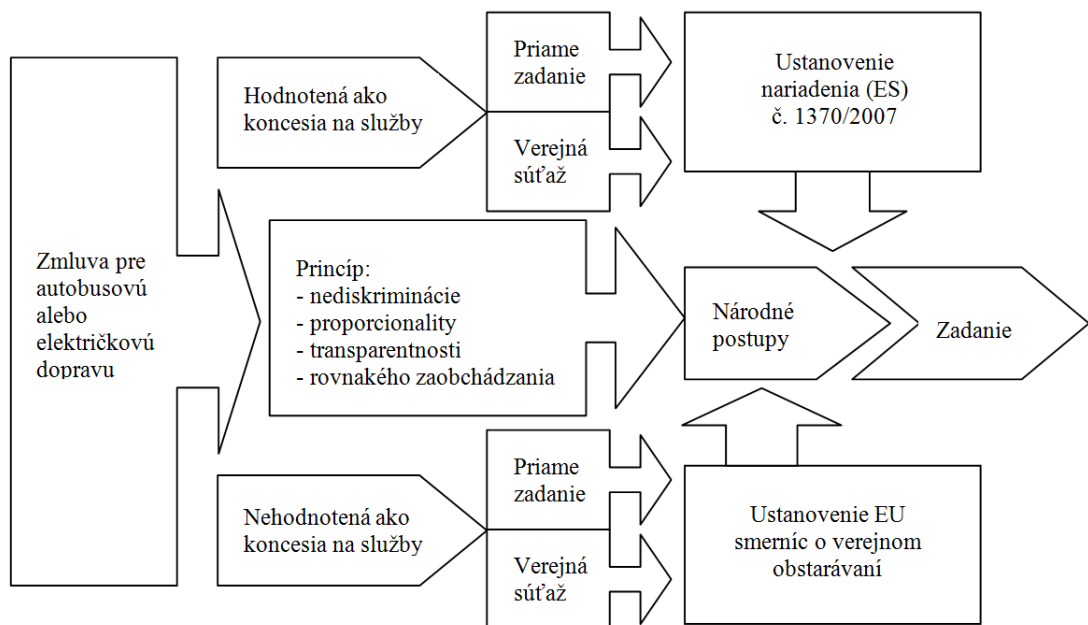 Zmluva pre
autobusovú
alebo
električkovú
dopravu
Hodnotená ako
koncesia na služby
Priame
zadanie
Verejná
súťaž
Ustanovenie
nariadenia (ES)
č. 1370/2007
Princíp:
- nediskriminácie
- proporcionality
- transparentnosti
- rovnakého zaobchádzania
Národné
postupy
Zadanie
Nehodnotená ako
koncesia na služby
Priame
zadanie
Verejná
súťaž
Ustanovenie EU
smerníc o verejnom
obstarávaní